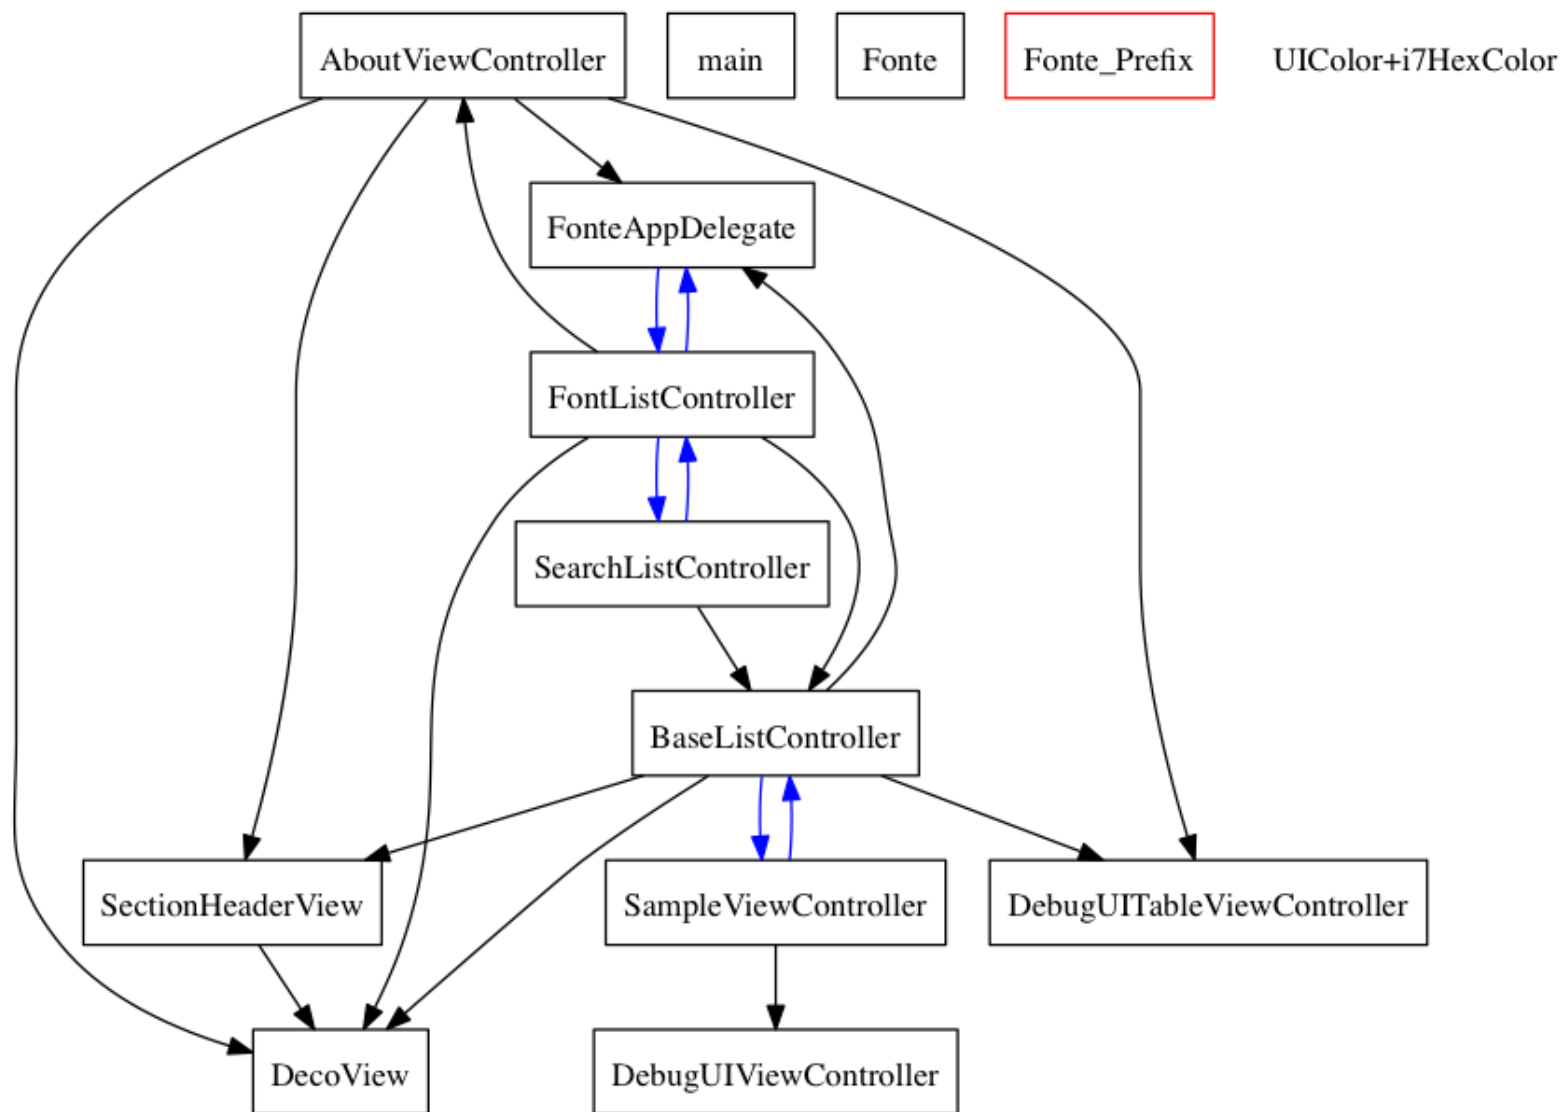 AboutViewController
main
Fonte
Fonte_Prefix
UIColor+i7HexColor
FonteAppDelegate
FontListController
SearchListController
BaseListController
SectionHeaderView
SampleViewController
DebugUITableViewController
DecoView
DebugUIViewController